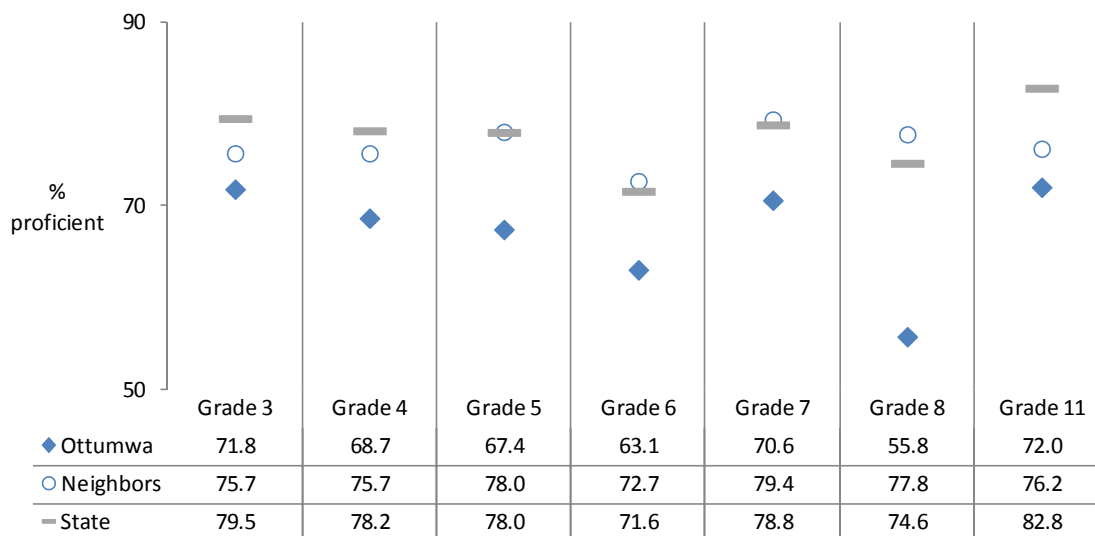 90
%
proficient
70
50
Grade 3 Grade 4 Grade 5 Grade 6 Grade 7 Grade 8 Grade 11
Ottumwa 71.8 68.7 67.4 63.1 70.6 55.8 72.0
Neighbors 75.7 75.7 78.0 72.7 79.4 77.8 76.2
State 79.5 78.2 78.0 71.6 78.8 74.6 82.8